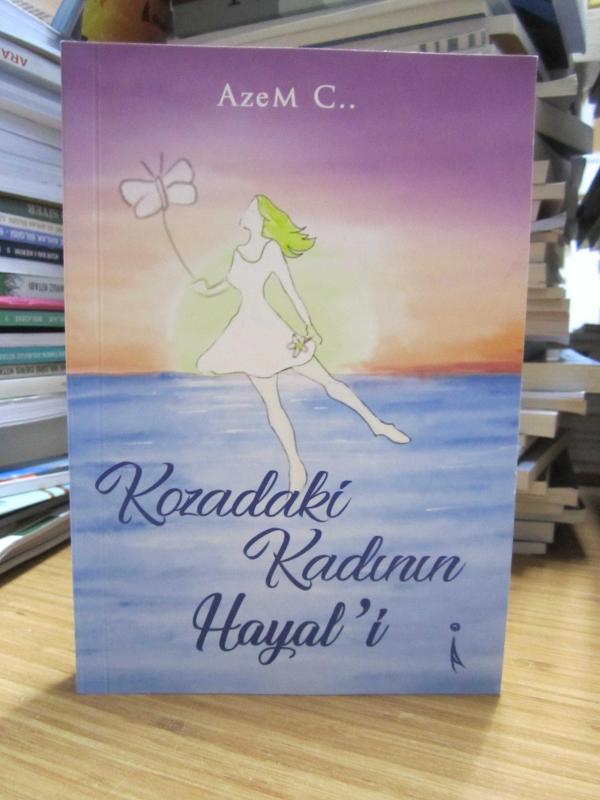 AzeM C..
Kozadaki
Kadının
Hayal'i